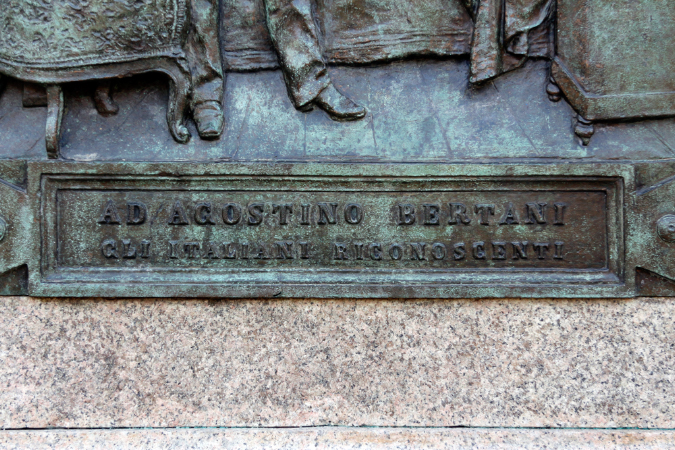 AD AGOSTINO BERTANI
GLI ITALIANI RICONOSCENTI